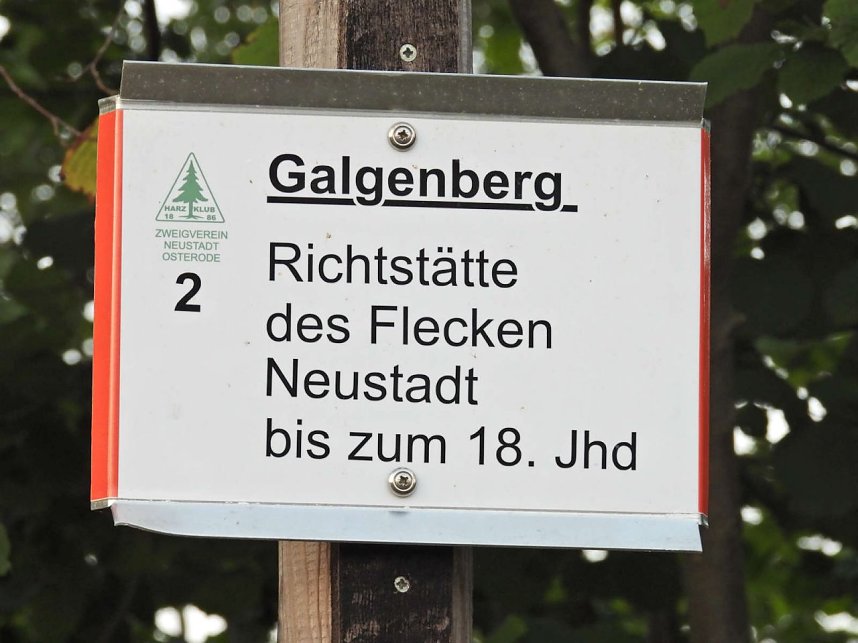 Galgenberg
HARZ KLUB
18 86
ZWEIGVEREIN
NEUSTADT
OSTERODE
2
Richtstätte
des Flecken
Neustadt
bis zum 18. Jhd